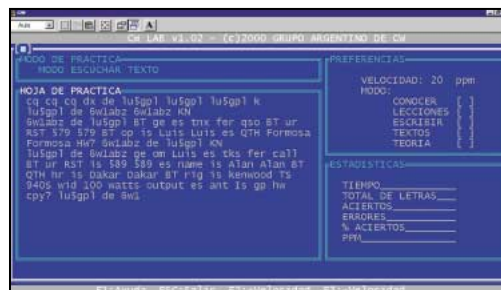 Auto
CW LAB V1.02 - (c)2000 GRUPO ARGENTINO DE CW
MODO DE PRACTICA
MODO ESCUCHAR TEXTO
HOJA DE PRACTICA
cq cq cq dx de lu5gpl lu5gpl lu5gpl k
lu5gpl de 6w1abz 6w1abz KN
6w1abz de lu5gpl BT ge es tnx fer qso BT ur
RST 579 579 BT op is Luis Luis es QTH Formosa
Formosa HW? 6w1abz de lu5gpl KN
lu5gpl de 6w1abz ge om Luis es tks fer call
BT ur RST is 589 589 es name is Alan Alan BT
QTH hr is Dakar Dakar BT rig is kenwood TS
940S wid 100 watts output es ant Is gp hw
cpy? lu5gpl de 6w1
PREFERENCIAS
VELOCIDAD: 20 ppm
MODO:
CONOCER [ ]
LECCIONES [ ]
ESCRIBIR [ ]
TEXTOS [ ]
TEORIA [ ]
ESTADISTICAS
TIEMPO
TOTAL DE LETRAS
ACIERTOS
ERRORES
% ACIERTOS
PPM